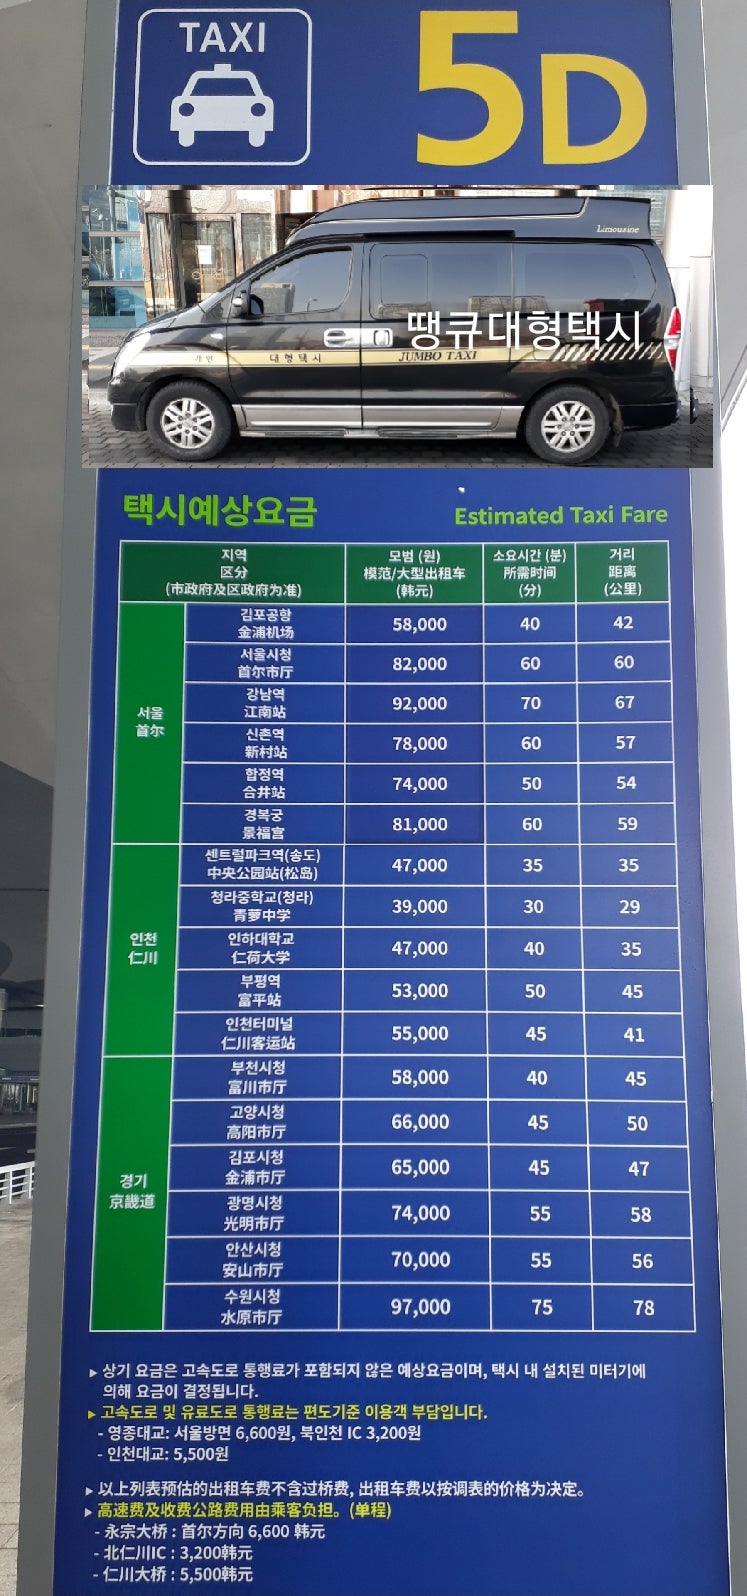 TAXI
5D
Limousine
땡큐대형택시
개인 대형택시 JUMBO TAXI
택시예상요금 Estimated Taxi Fare
지역 구분 (市政府及区政府为准) 모범 (원) 模范/大型出租车 (韩元) 소요시간 (분) 所需时间 (分) 거리 距离 (公里)
서울 首尔
김포공항 金浦机场 58,000 40 42
서울시청 首尔市厅 82,000 60 60
강남역 江南站 92,000 70 67
신촌역 新村站 78,000 60 57
합정역 合井站 74,000 50 54
경복궁 景福宫 81,000 60 59
인천 仁川
센트럴파크역(송도) 中央公园站(松岛) 47,000 35 35
청라중학교(청라) 青萝中学 39,000 30 29
인하대학교 仁荷大学 47,000 40 35
부평역 富平站 53,000 50 45
인천터미널 仁川客运站 55,000 45 41
경기 京畿道
부천시청 富川市厅 58,000 40 45
고양시청 高阳市厅 66,000 45 50
김포시청 金浦市厅 65,000 45 47
광명시청 光明市厅 74,000 55 58
안산시청 安山市厅 70,000 55 56
수원시청 水原市厅 97,000 75 78
▸ 상기 요금은 고속도로 통행료가 포함되지 않은 예상요금이며, 택시 내 설치된 미터기에
의해 요금이 결정됩니다.
▸ 고속도로 및 유료도로 통행료는 편도기준 이용객 부담입니다.
- 영종대교: 서울방면 6,600원, 북인천 IC 3,200원
- 인천대교: 5,500원
▸ 以上列表预估的出租车费不含过桥费, 出租车费以按调表的价格为决定。
▸ 高速费及收费公路费用由乘客负担。(单程)
- 永宗大桥 : 首尔方向 6,600 韩元
- 北仁川IC : 3,200韩元
- 仁川大桥 : 5,500韩元